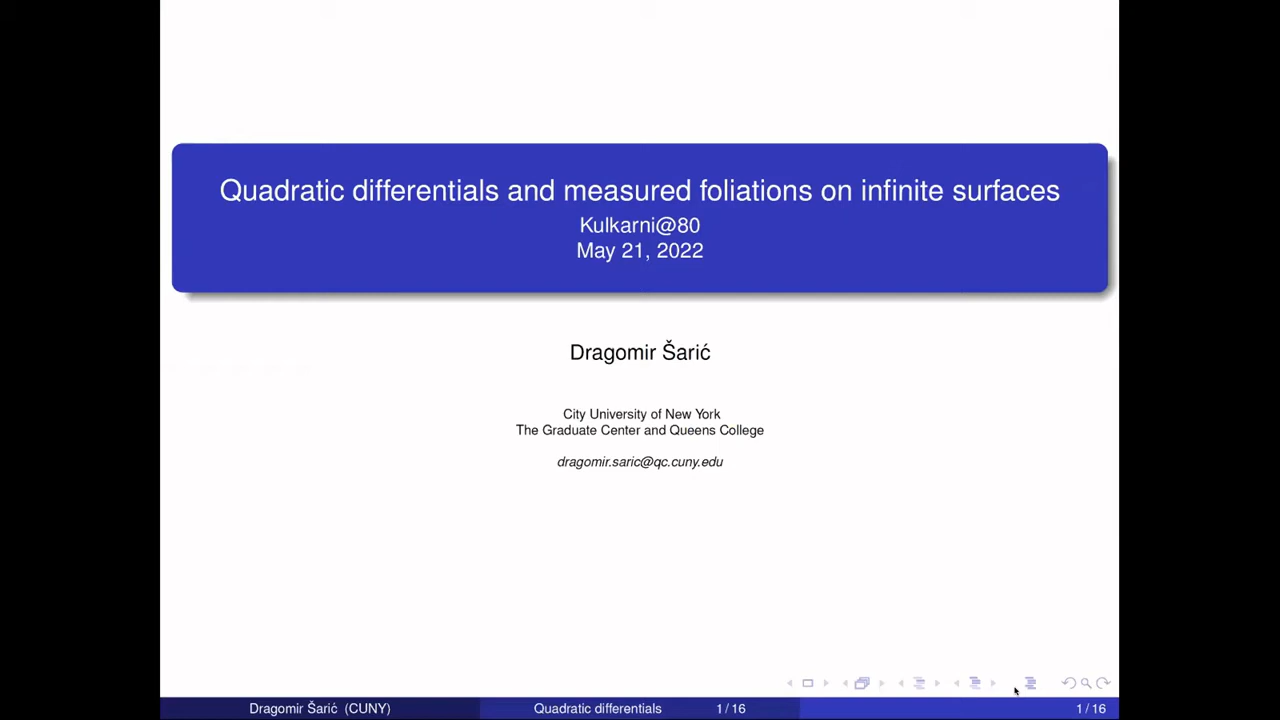 Quadratic differentials and measured foliations on infinite surfaces
Kulkarni@80
May 21, 2022
Dragomir Šarić
City University of New York
The Graduate Center and Queens College
dragomir.saric@qc.cuny.edu
Dragomir Šarić (CUNY) Quadratic differentials 1 / 16 1 / 16